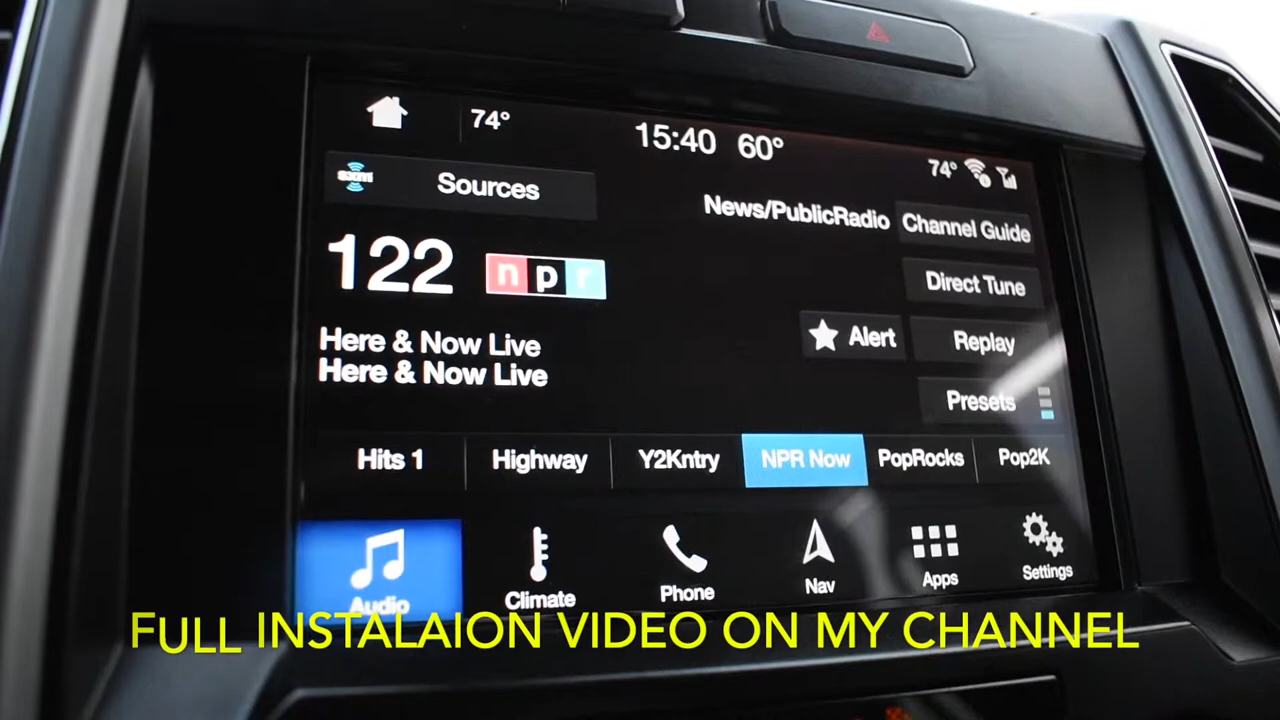 74° 15:40 60° 74°
sxm Sources
News/PublicRadio Channel Guide
122 npr
Direct Tune
Here & Now Live
Here & Now Live
Alert Replay
Presets
Hits 1 Highway Y2Kntry NPR Now PopRocks Pop2K
Audio Climate Phone Nav Apps Settings
FULL INSTALAION VIDEO ON MY CHANNEL